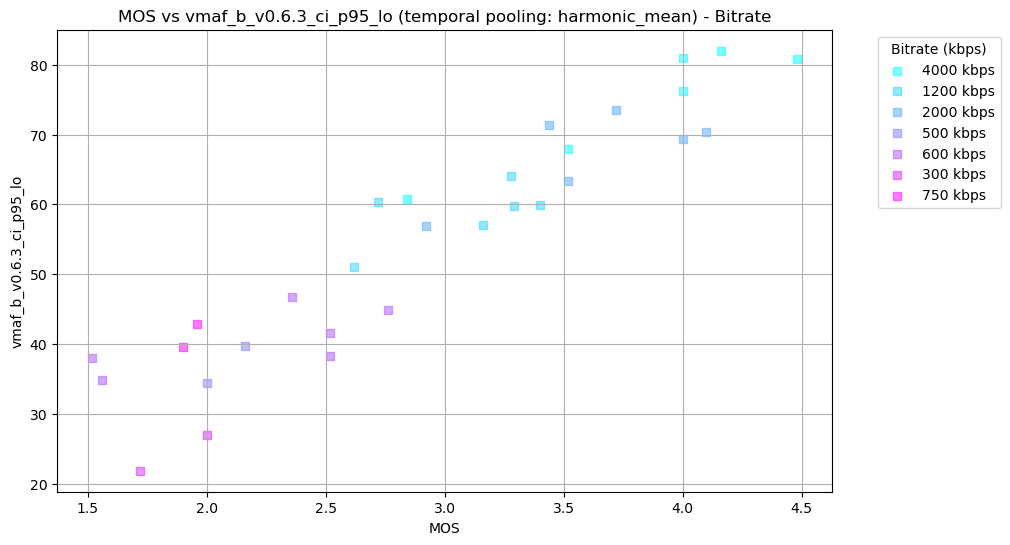 MOS vs vmaf_b_v0.6.3_ci_p95_lo (temporal pooling: harmonic_mean) - Bitrate
vmaf_b_v0.6.3_ci_p95_lo
80
70
60
50
40
30
20
1.5
2.0
2.5
3.0
3.5
4.0
4.5
MOS
Bitrate (kbps)
4000 kbps
1200 kbps
2000 kbps
500 kbps
600 kbps
300 kbps
750 kbps